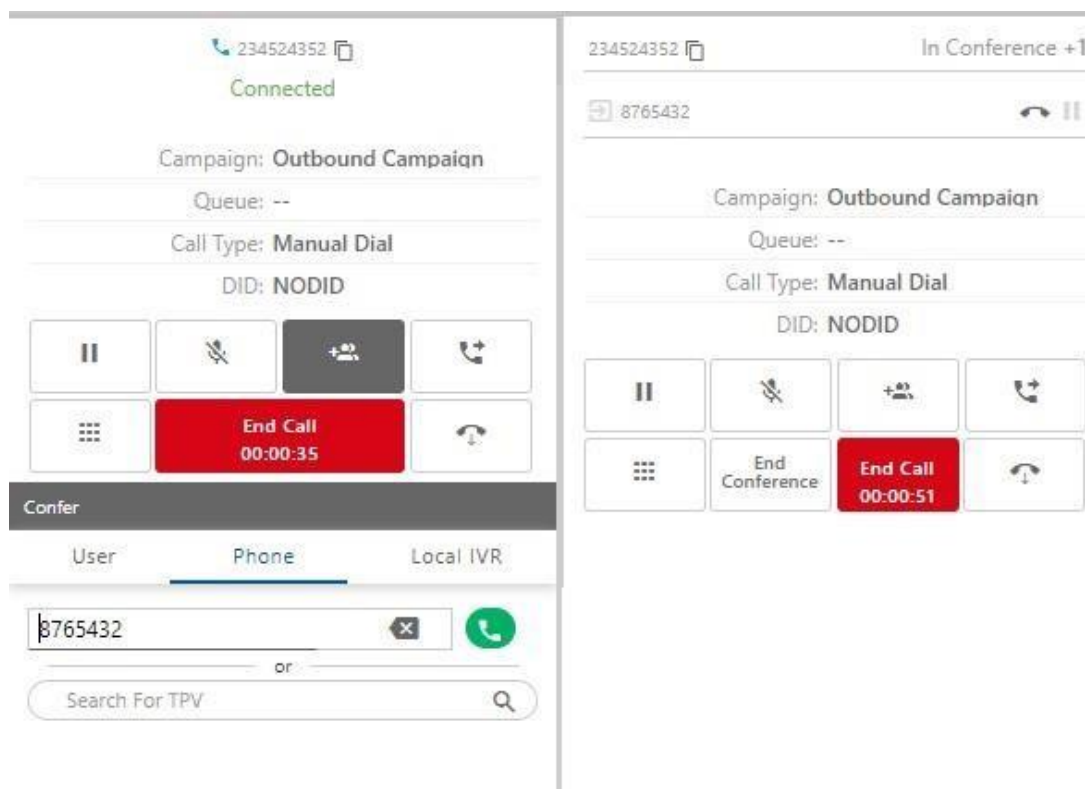 234524352
Connected
Campaign: Outbound Campaign
Queue: --
Call Type: Manual Dial
DID: NODID
End Call
00:00:35
Confer
User Phone Local IVR
8765432
or
Search For TPV
234524352 In Conference +1
8765432
Campaign: Outbound Campaign
Queue: --
Call Type: Manual Dial
DID: NODID
End
Conference
End Call
00:00:51